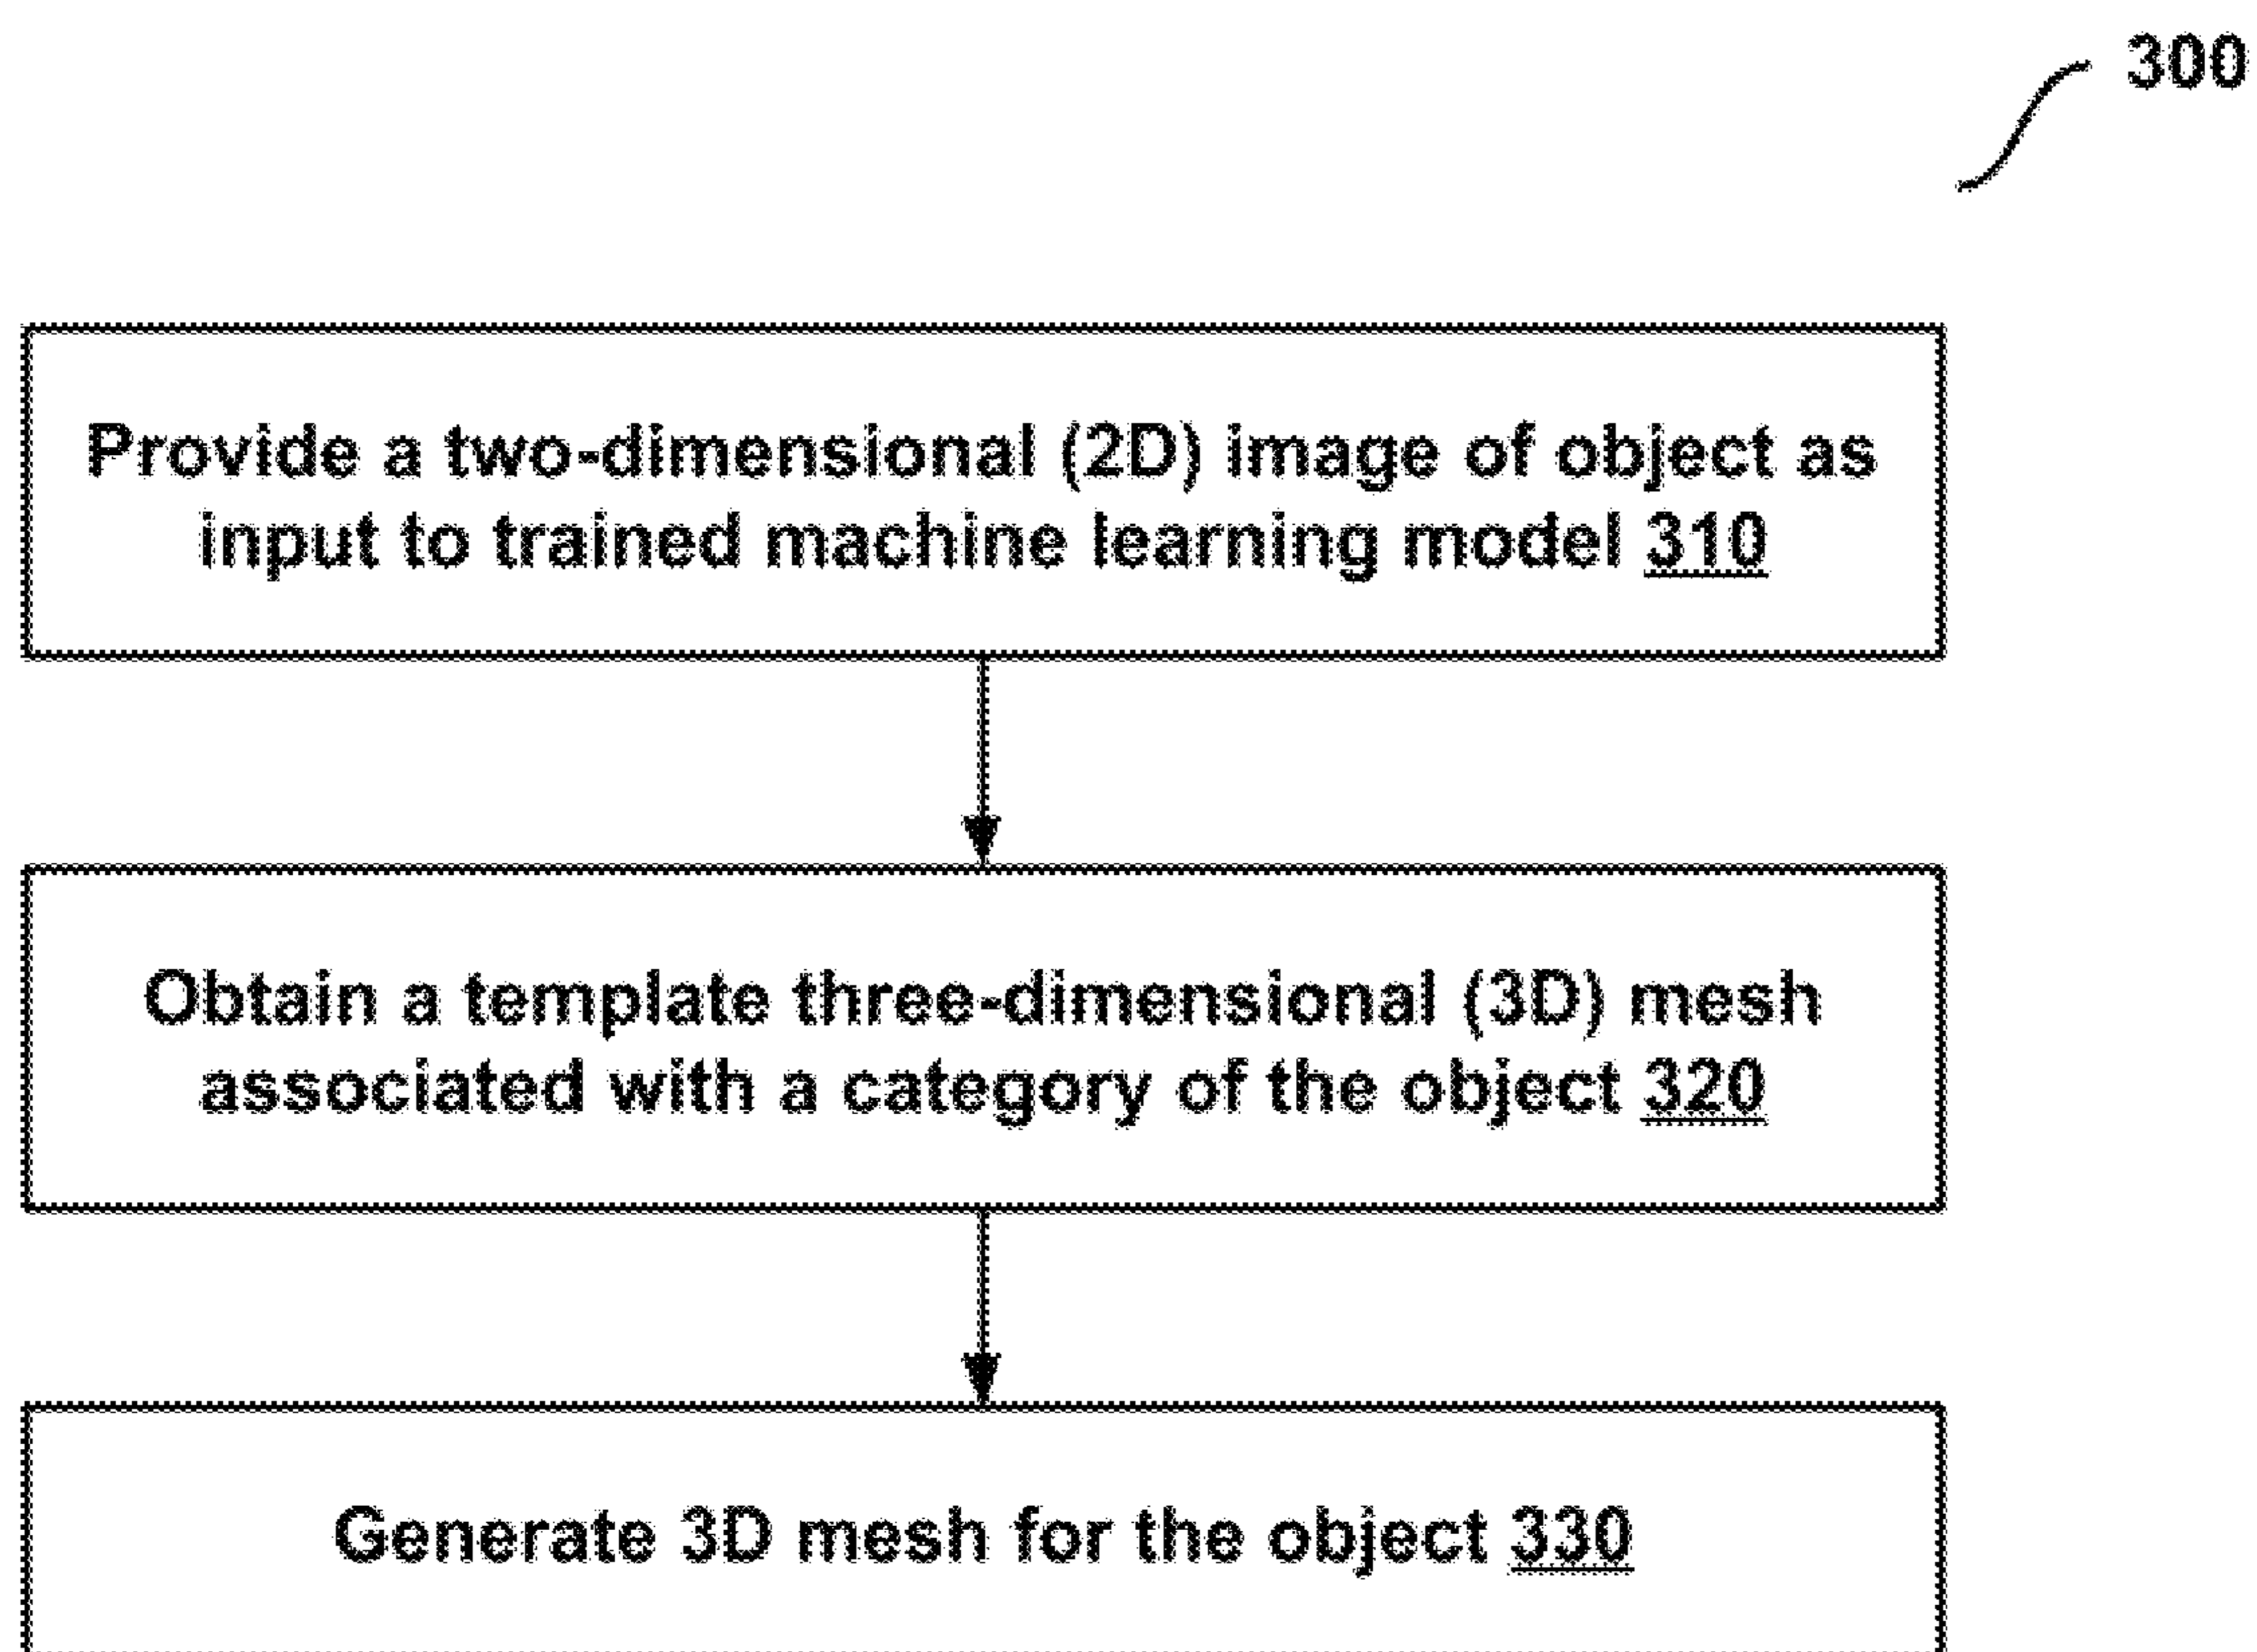 300
Provide a two-dimensional (2D) image of object as
input to trained machine learning model 310
Obtain a template three-dimensional (3D) mesh
associated with a category of the object 320
Generate 3D mesh for the object 330